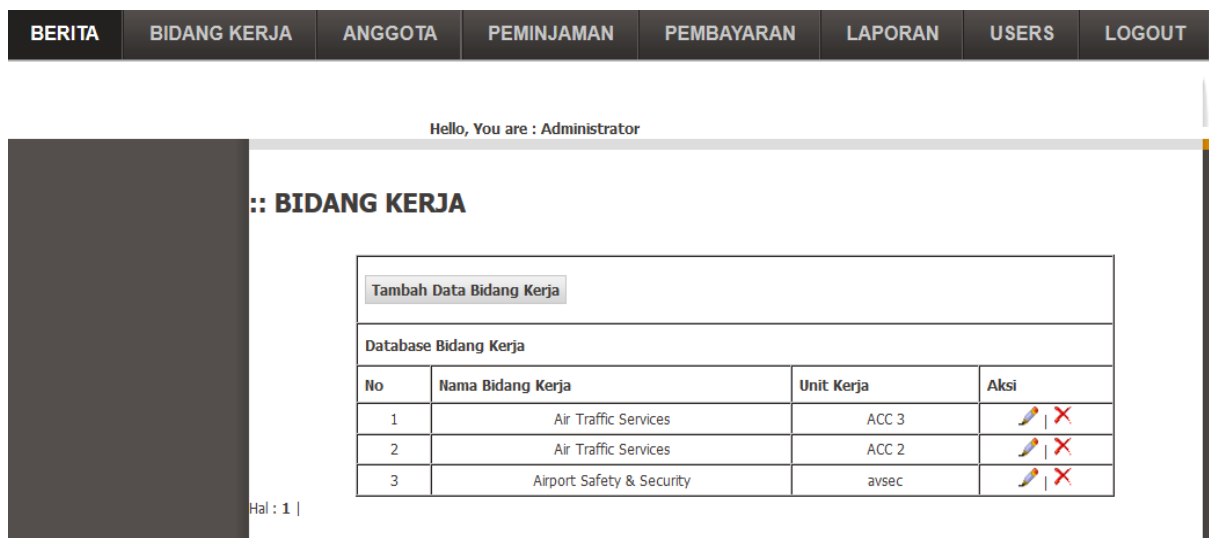 BERITA BIDANG KERJA ANGGOTA PEMINJAMAN PEMBAYARAN LAPORAN USERS LOGOUT
Hello, You are : Administrator
:: BIDANG KERJA
Tambah Data Bidang Kerja
Database Bidang Kerja
No Nama Bidang Kerja Unit Kerja Aksi
1 Air Traffic Services ACC 3 |
2 Air Traffic Services ACC 2 |
3 Airport Safety & Security avsec |
Hal : 1 |